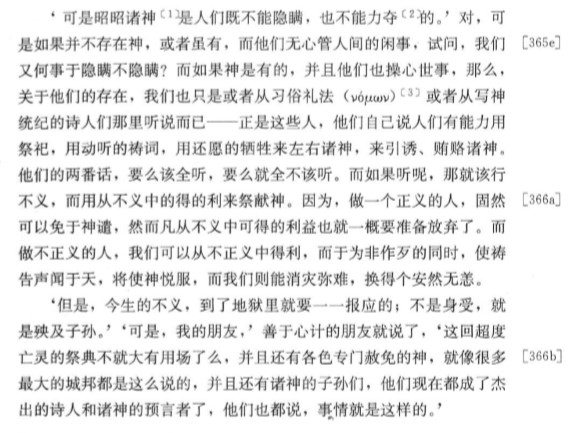 ‘可是昭昭诸神〔1〕是人们既不能隐瞒，也不能力夺〔2〕的。’对，可
是如果并不存在神，或者虽有，而他们无心管人间的闲事，试问，我们 [365e]
又何事于隐瞒不隐瞒？而如果神是有的，并且他们也操心世事，那么，
关于他们的存在，我们也只是或者从习俗礼法（νόμων）〔3〕或者从写神
统纪的诗人们那里听说而已——正是这些人，他们自己说人们有能力用
祭祀，用动听的祷词，用还愿的牺牲来左右诸神，来引诱、贿赂诸神。
他们的两番话，要么该全听，要么就全不该听。而如果听呢，那就该行
不义，而用从不义中的得的利来祭献神。因为，做一个正义的人，固然 [366a]
可以免于神谴，然而凡从不义中可得的利益也就一概要准备放弃了。而
做不正义的人，我们可以从不正义中得利，而于为非作歹的同时，使祷
告声闻于天，将使神悦服，而我们则能消灾弥难，换得个安然无恙。
‘但是，今生的不义，到了地狱里就要一一报应的；不是身受，就
是殃及子孙。’‘可是，我的朋友，’善于心计的朋友就说了，‘这回超度
亡灵的祭典不就大有用场了么，并且还有各色专门赦免的神，就像很多 [366b]
最大的城邦都是这么说的，并且还有诸神的子孙们，他们现在都成了杰
出的诗人和诸神的预言者了，他们也都说，事情就是这样的。’